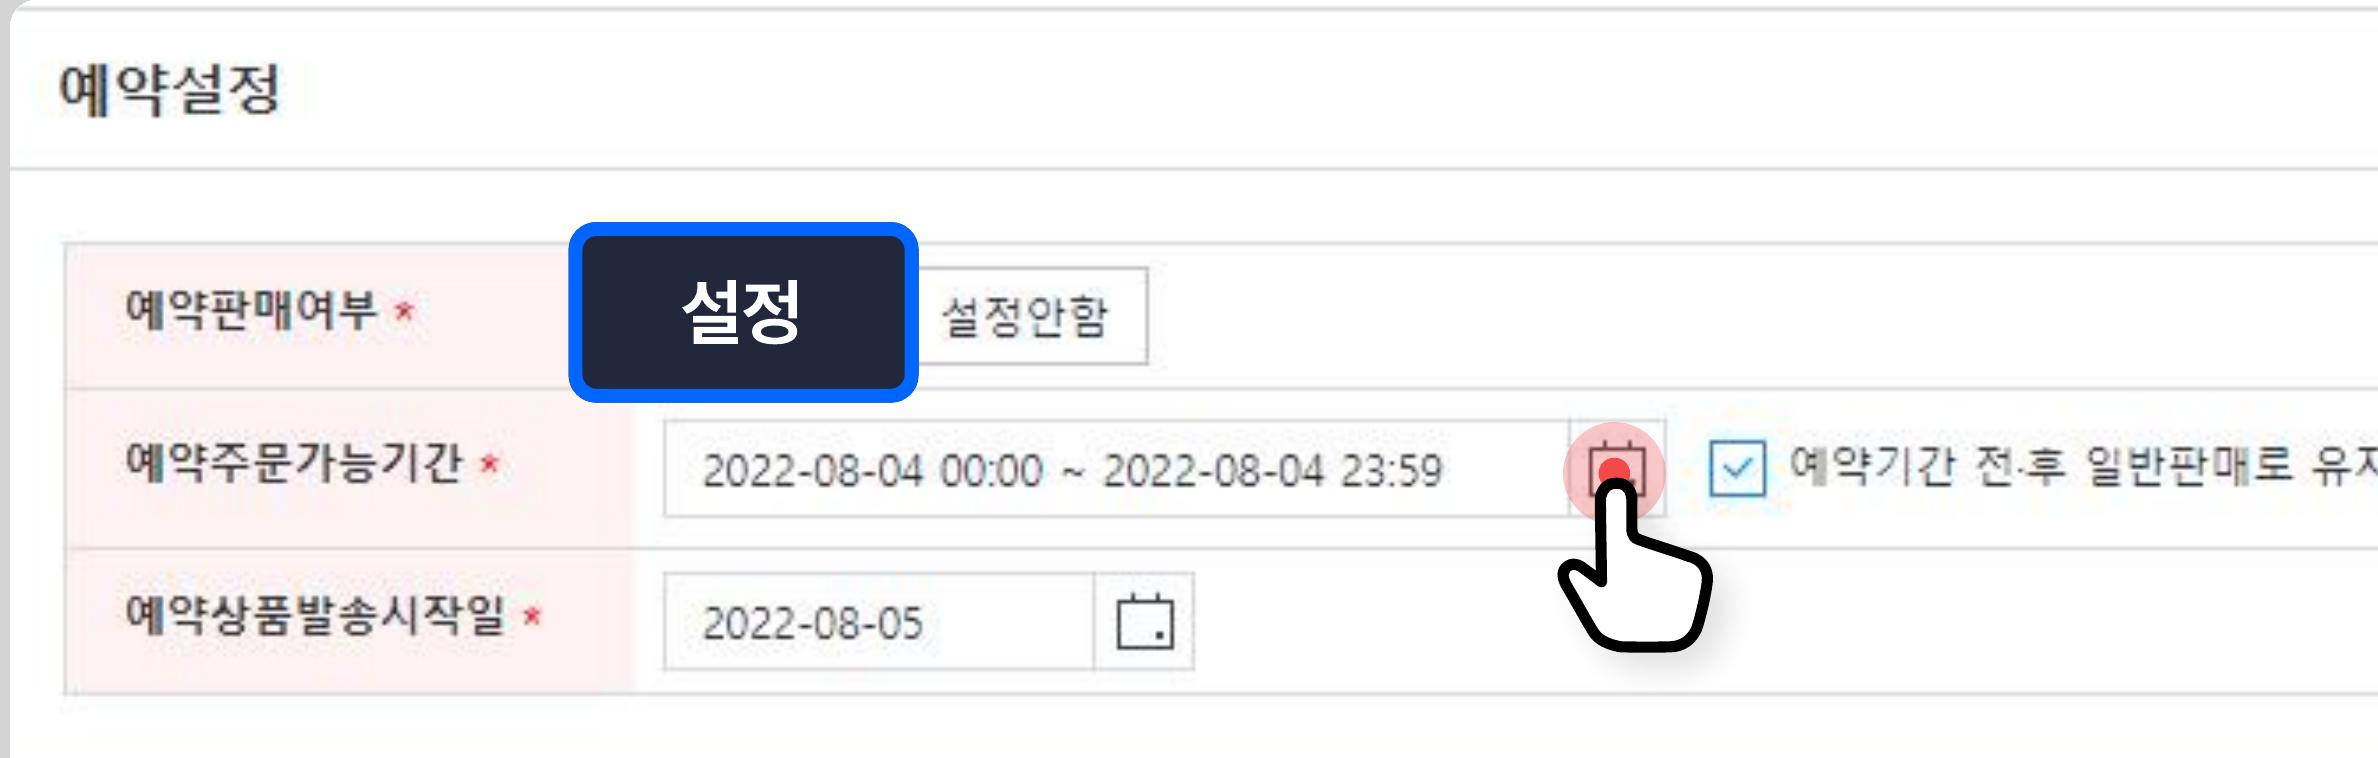 예약설정
예약판매여부 * 설정 설정안함
예약주문가능기간 * 2022-08-04 00:00 ~ 2022-08-04 23:59 예약기간 전·후 일반판매로
예약상품발송시작일 * 2022-08-05